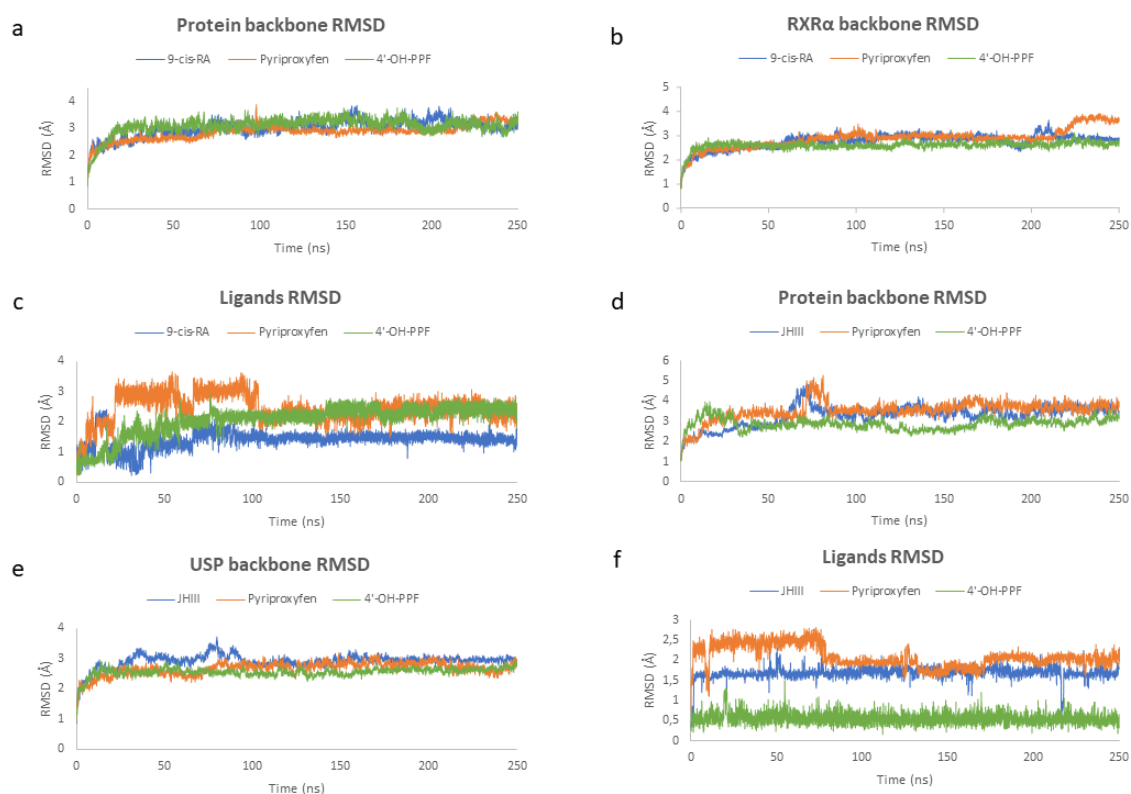 a
Protein backbone RMSD
9-cis-RA Pyriproxyfen 4'-OH-PPF
RMSD (Å)
4
3
2
1
0
0 50 100 150 200 250
Time (ns)
b
RXRα backbone RMSD
9-cis-RA Pyriproxyfen 4'-OH-PPF
RMSD (Å)
5
4
3
2
1
0
0 50 100 150 200 250
Time (ns)
c
Ligands RMSD
9-cis-RA Pyriproxyfen 4'-OH-PPF
RMSD (Å)
4
3
2
1
0
0 50 100 150 200 250
Time (ns)
d
Protein backbone RMSD
JHIII Pyriproxyfen 4'-OH-PPF
RMSD (Å)
6
5
4
3
2
1
0
0 50 100 150 200 250
Time (ns)
e
USP backbone RMSD
JHIII Pyriproxyfen 4'-OH-PPF
RMSD (Å)
4
3
2
1
0
0 50 100 150 200 250
Time (ns)
f
Ligands RMSD
JHIII Pyriproxyfen 4'-OH-PPF
RMSD (Å)
3
2,5
2
1,5
1
0,5
0
0 50 100 150 200 250
Time (ns)